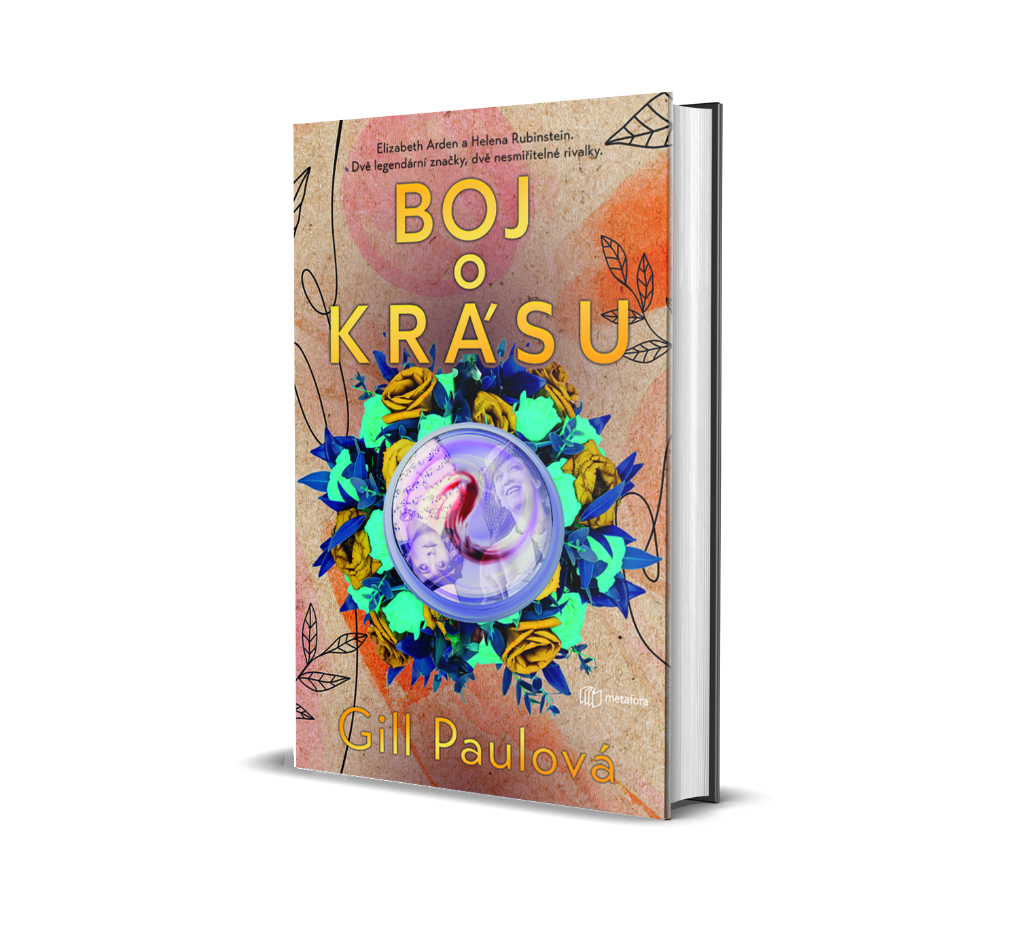 Elizabeth Arden a Helena Rubinstein.
Dvě legendární značky, dvě nesmiřitelné rivalky.
BOJ
O
KRÁSU
metafora
Gill Paulová